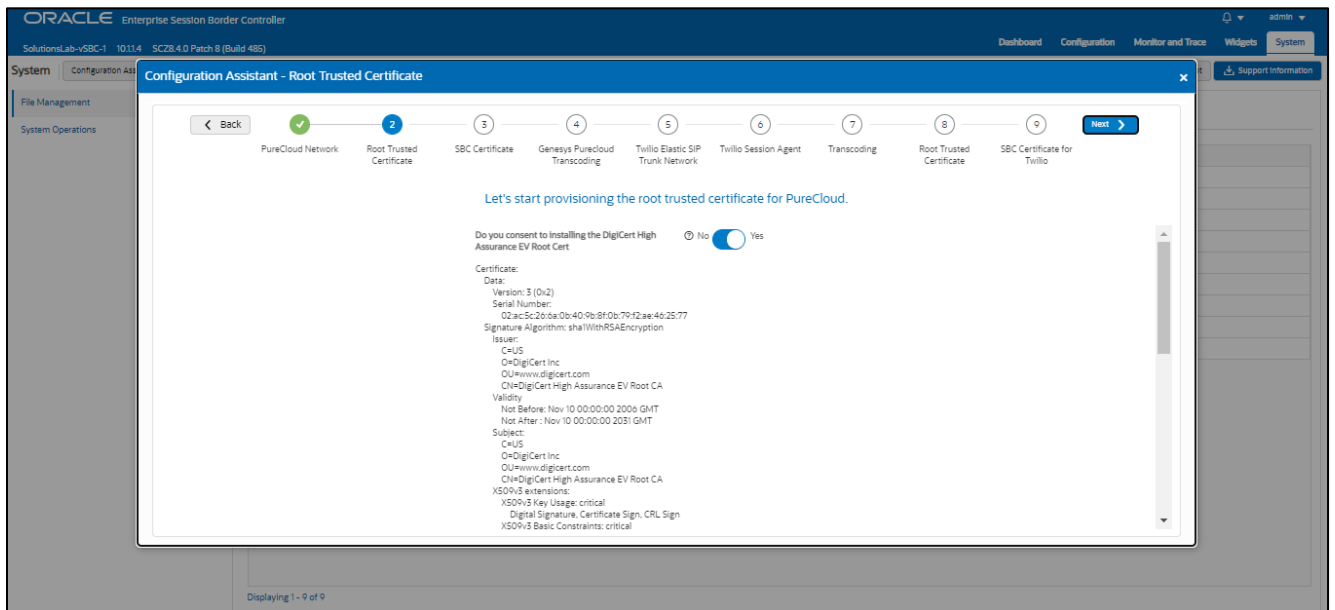 ORACLE Enterprise Session Border Controller
admin
SolutionsLab-vSBC-1 10.1.1.4 SCZ8.4.0 Patch 8 (Build 485)
Dashboard Configuration Monitor and Trace Widgets System
System Configuration Ass
Support Information
File Management
System Operations
Configuration Assistant - Root Trusted Certificate
x
Back
2 3 4 5 6 7 8 9
Next
PureCloud Network
Root Trusted Certificate
SBC Certificate
Genesys Purecloud Transcoding
Twilio Elastic SIP Trunk Network
Twilio Session Agent
Transcoding
Root Trusted Certificate
SBC Certificate for Twilio
Let's start provisioning the root trusted certificate for PureCloud.
Do you consent to installing the DigiCert High
Assurance EV Root Cert
No Yes
Certificate:
Data:
Version: 3 (0x2)
Serial Number:
02:ac:5c:26:6a:0b:40:9b:8f:0b:79:f2:ae:46:25:77
Signature Algorithm: sha1WithRSAEncryption
Issuer:
C=US
O=DigiCert Inc
OU=www.digicert.com
CN=DigiCert High Assurance EV Root CA
Validity
Not Before: Nov 10 00:00:00 2006 GMT
Not After : Nov 10 00:00:00 2031 GMT
Subject:
C=US
O=DigiCert Inc
OU=www.digicert.com
CN=DigiCert High Assurance EV Root CA
X509v3 extensions:
X509v3 Key Usage: critical
Digital Signature, Certificate Sign, CRL Sign
X509v3 Basic Constraints: critical
Displaying 1 - 9 of 9